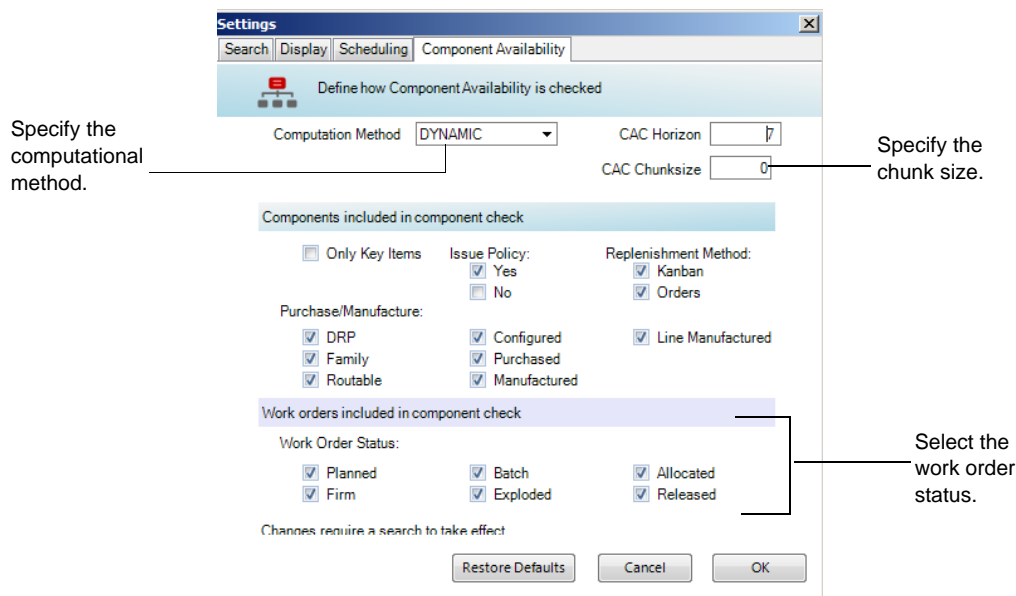 Settings
Search Display Scheduling Component Availability
Define how Component Availability is checked
Specify the
computational
method.
Computation Method DYNAMIC CAC Horizon 7
CAC Chunksize 0
Specify the
chunk size.
Components included in component check
Only Key Items Issue Policy: Replenishment Method:
Yes Kanban
No Orders
Purchase/Manufacture:
DRP Configured Line Manufactured
Family Purchased
Routable Manufactured
Work orders included in component check
Work Order Status:
Planned Batch Allocated
Firm Exploded Released
Select the
work order
status.
Changes require a search to take effect
Restore Defaults Cancel OK